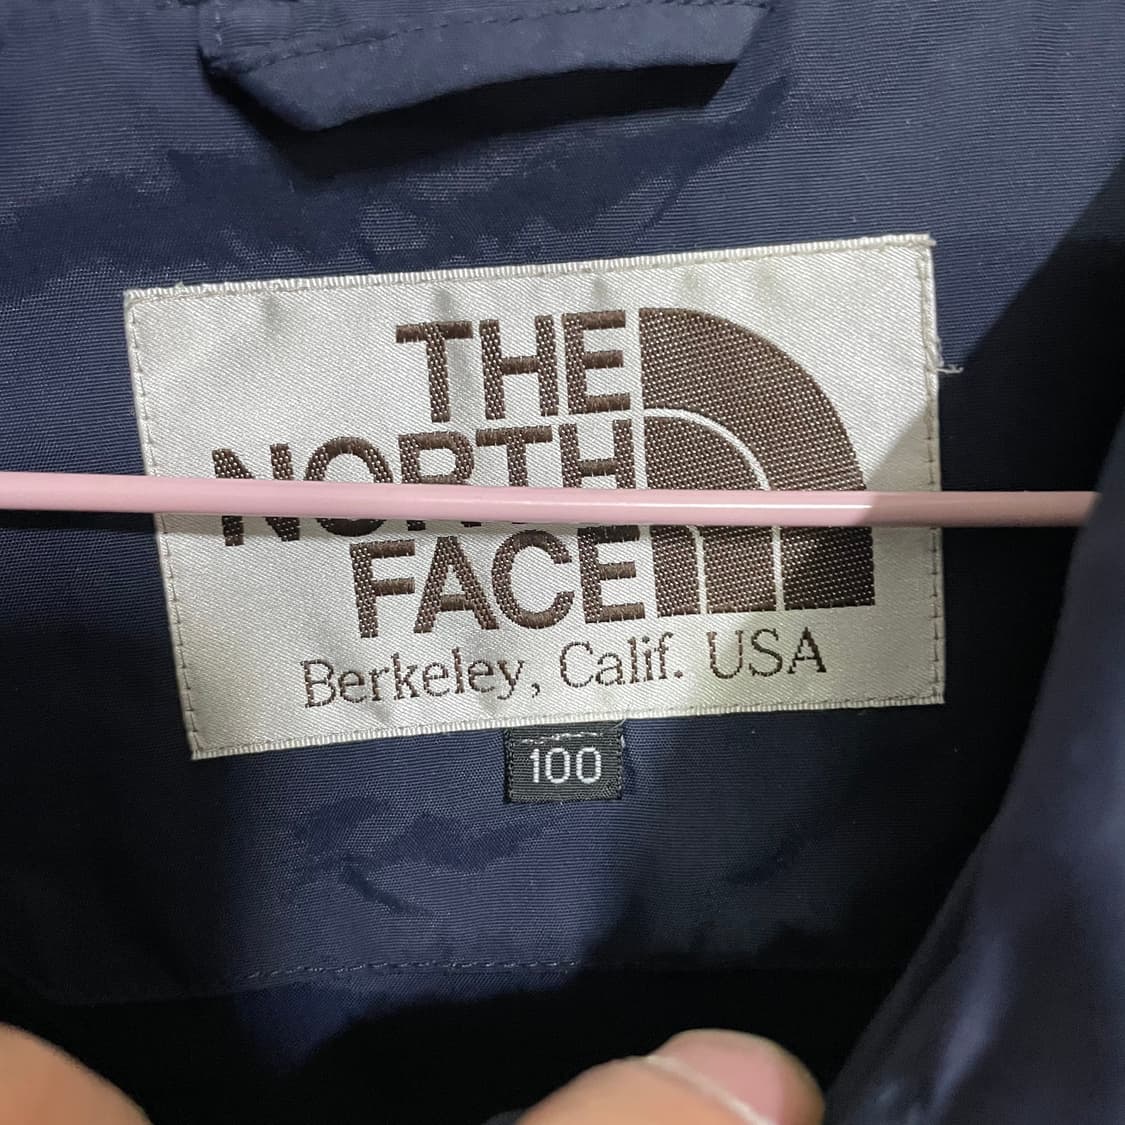 THE
NORTH
FACE
Berkeley, Calif. USA
100